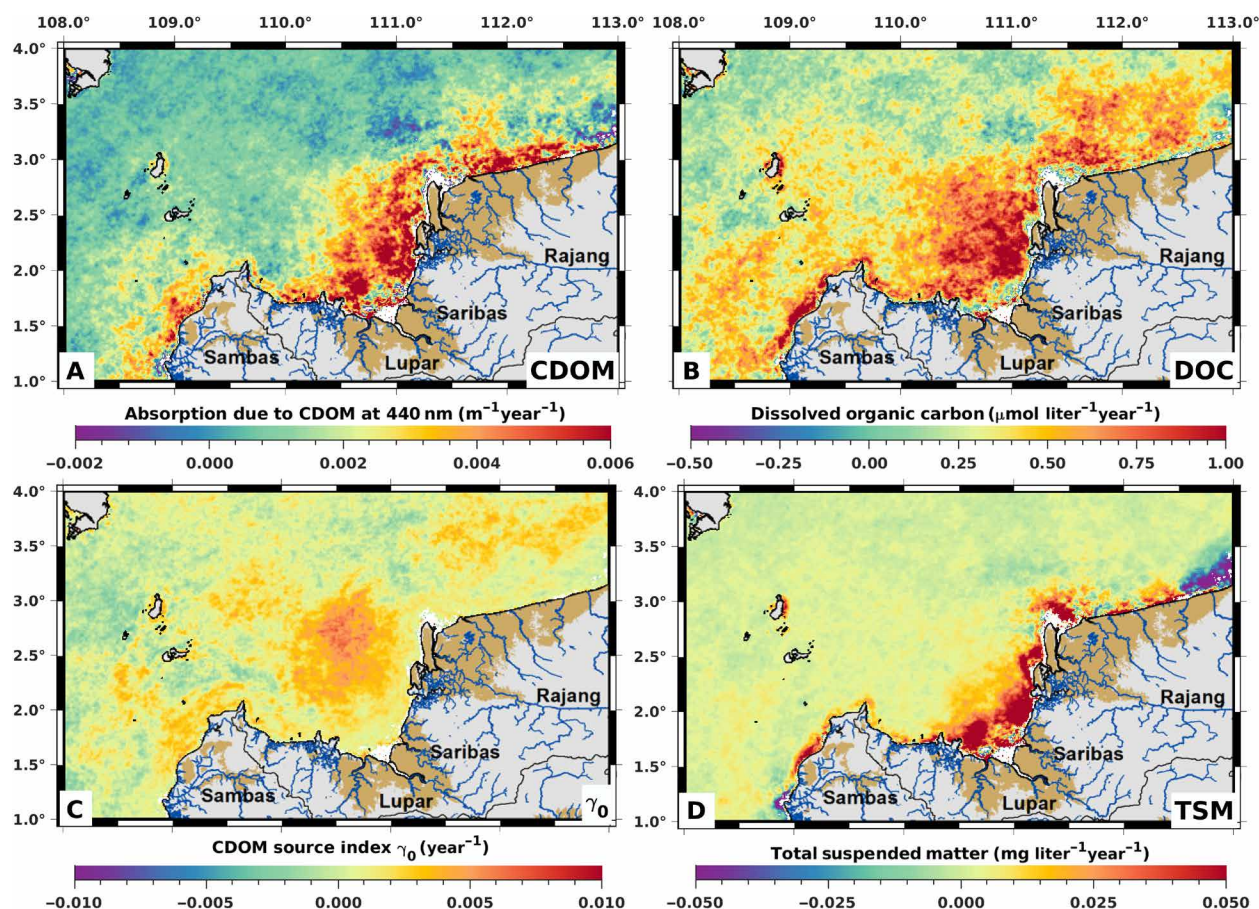 108.0° 109.0° 110.0° 111.0° 112.0° 113.0°
108.0° 109.0° 110.0° 111.0° 112.0° 113.0°
4.0°
3.5°
3.0°
2.5°
2.0°
1.5°
1.0°
Rajang
Saribas
Sambas
Lupar
A
CDOM
4.0°
3.5°
3.0°
2.5°
2.0°
1.5°
1.0°
Rajang
Saribas
Sambas
Lupar
B
DOC
Absorption due to CDOM at 440 nm (m⁻¹year⁻¹)
−0.002 0.000 0.002 0.004 0.006
Dissolved organic carbon (μmol liter⁻¹year⁻¹)
−0.50 −0.25 0.00 0.25 0.50 0.75 1.00
4.0°
3.5°
3.0°
2.5°
2.0°
1.5°
1.0°
Rajang
Saribas
Sambas
Lupar
C
γ₀
4.0°
3.5°
3.0°
2.5°
2.0°
1.5°
1.0°
Rajang
Saribas
Sambas
Lupar
D
TSM
CDOM source index γ₀ (year⁻¹)
−0.010 −0.005 0.000 0.005 0.010
Total suspended matter (mg liter⁻¹year⁻¹)
−0.050 −0.025 0.000 0.025 0.050